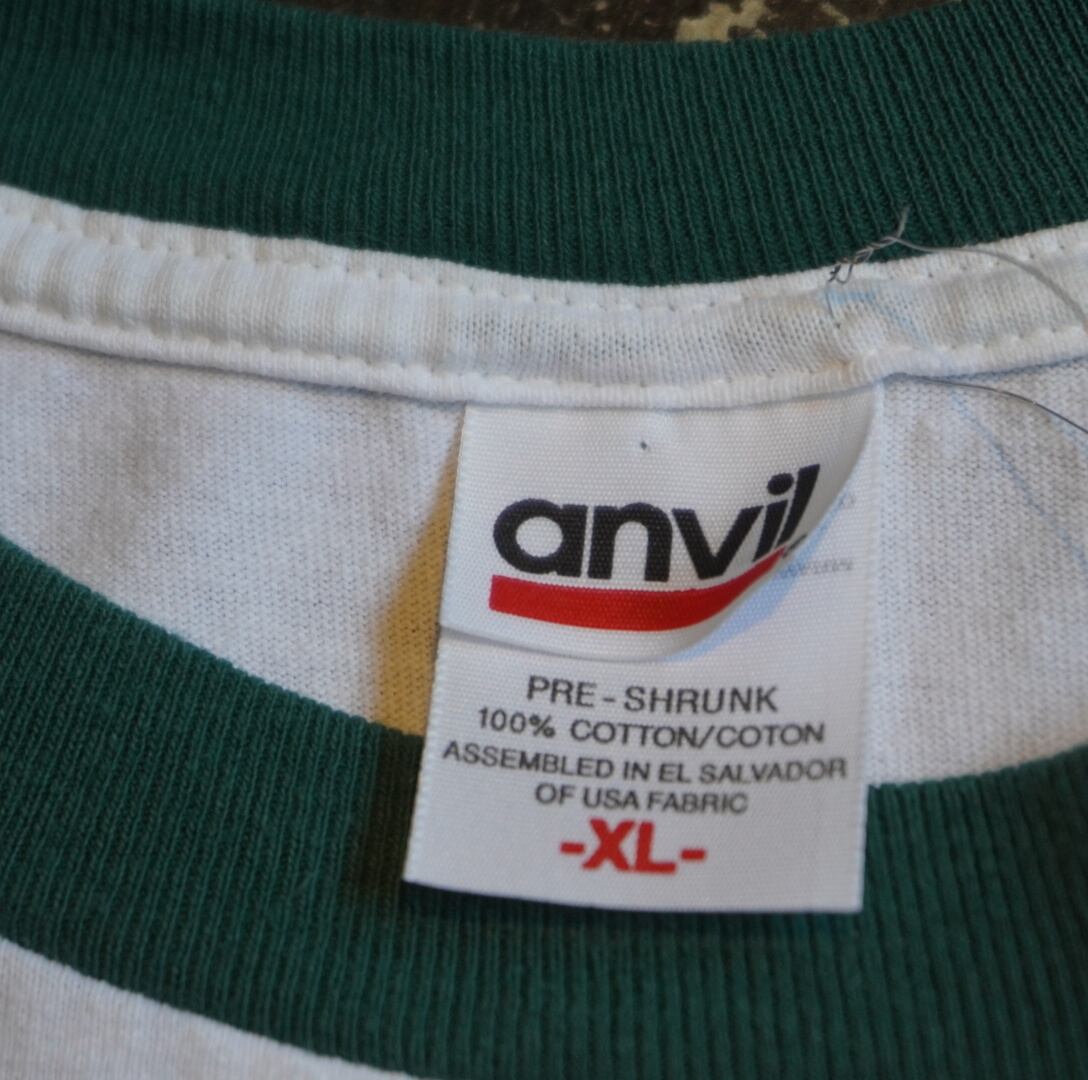 anvil
PRE-SHRUNK
100% COTTON/COTON
ASSEMBLED IN EL SALVADOR
OF USA FABRIC
-XL-